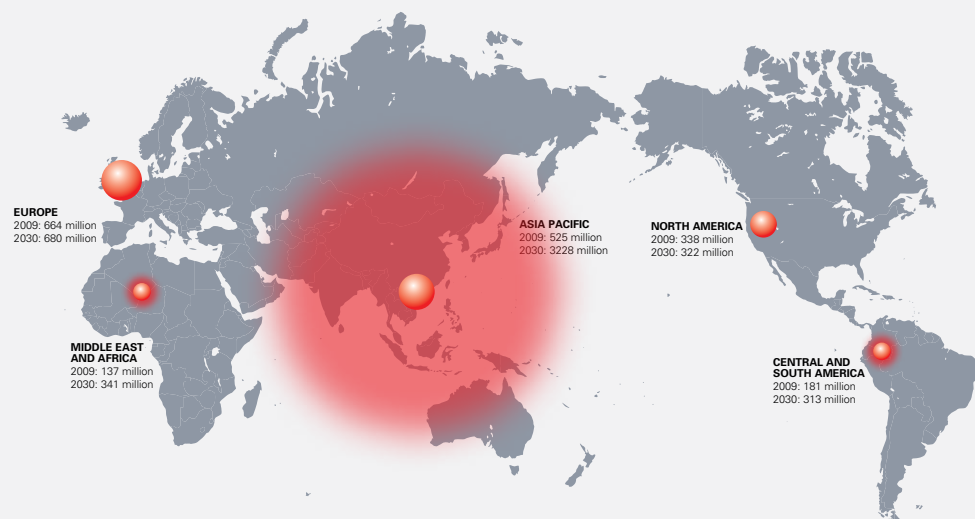 EUROPE
2009: 664 million
2030: 680 million
MIDDLE EAST
AND AFRICA
2009: 137 million
2030: 341 million
ASIA PACIFIC
2009: 525 million
2030: 3228 million
NORTH AMERICA
2009: 338 million
2030: 322 million
CENTRAL AND
SOUTH AMERICA
2009: 181 million
2030: 313 million